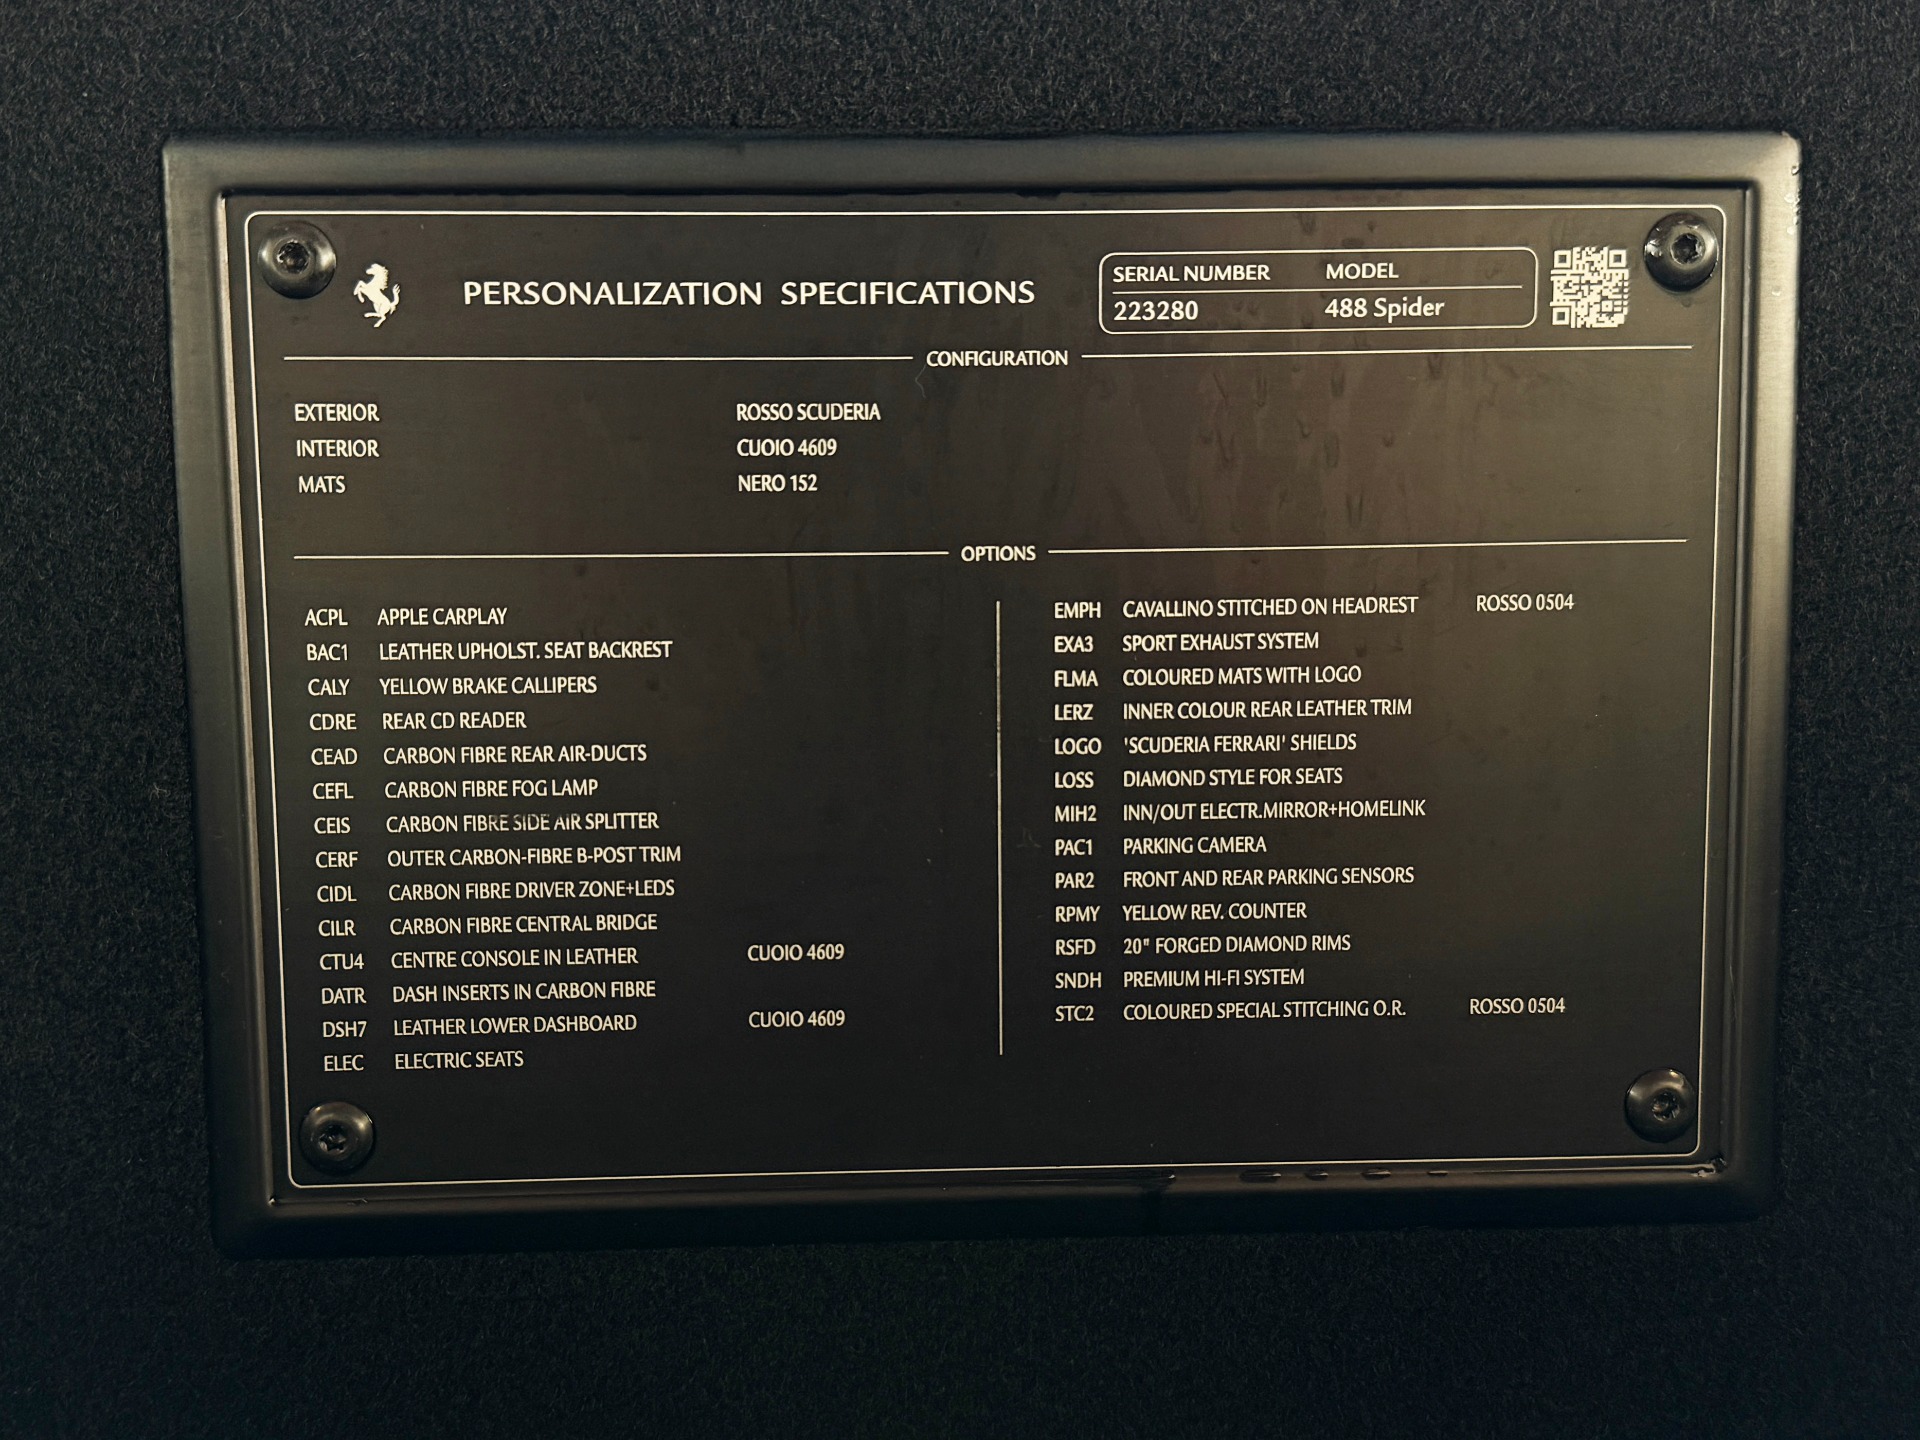 PERSONALIZATION SPECIFICATIONS
SERIAL NUMBER MODEL
223280 488 Spider
CONFIGURATION
EXTERIOR ROSSO SCUDERIA
INTERIOR CUOIO 4609
MATS NERO 152
OPTIONS
ACPL APPLE CARPLAY
BAC1 LEATHER UPHOLST. SEAT BACKREST
CALY YELLOW BRAKE CALLIPERS
CDRE REAR CD READER
CEAD CARBON FIBRE REAR AIR-DUCTS
CEFL CARBON FIBRE FOG LAMP
CEIS CARBON FIBRE SIDE AIR SPLITTER
CERF OUTER CARBON-FIBRE B-POST TRIM
CIDL CARBON FIBRE DRIVER ZONE+LEDS
CILR CARBON FIBRE CENTRAL BRIDGE
CTU4 CENTRE CONSOLE IN LEATHER CUOIO 4609
DATR DASH INSERTS IN CARBON FIBRE
DSH7 LEATHER LOWER DASHBOARD CUOIO 4609
ELEC ELECTRIC SEATS
EMPH CAVALLINO STITCHED ON HEADREST ROSSO 0504
EXA3 SPORT EXHAUST SYSTEM
FLMA COLOURED MATS WITH LOGO
LERZ INNER COLOUR REAR LEATHER TRIM
LOGO 'SCUDERIA FERRARI' SHIELDS
LOSS DIAMOND STYLE FOR SEATS
MIH2 INN/OUT ELECTR.MIRROR+HOMELINK
PAC1 PARKING CAMERA
PAR2 FRONT AND REAR PARKING SENSORS
RPMY YELLOW REV. COUNTER
RSFD 20" FORGED DIAMOND RIMS
SNDH PREMIUM HI-FI SYSTEM
STC2 COLOURED SPECIAL STITCHING O.R. ROSSO 0504